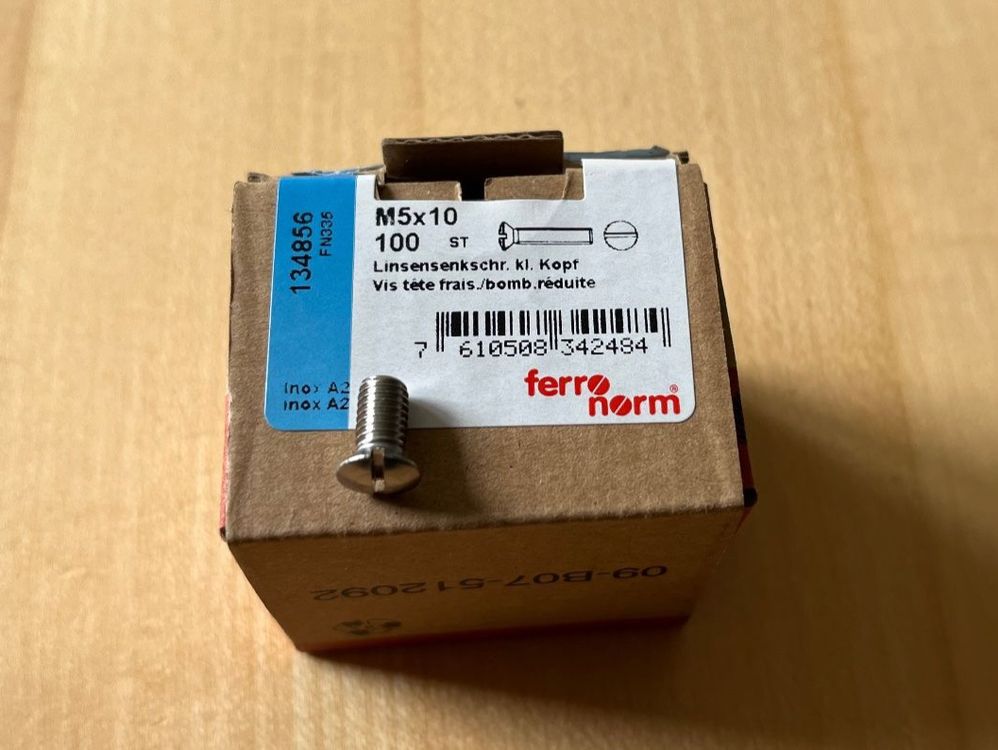 134856
FN335
M5x10
100 ST
Linsensenkschr. kl. Kopf
Vis tête frais./bomb.réduite
7 610508 342484
Inox A2
Inox A2
ferro
norm®
09-B07-512092